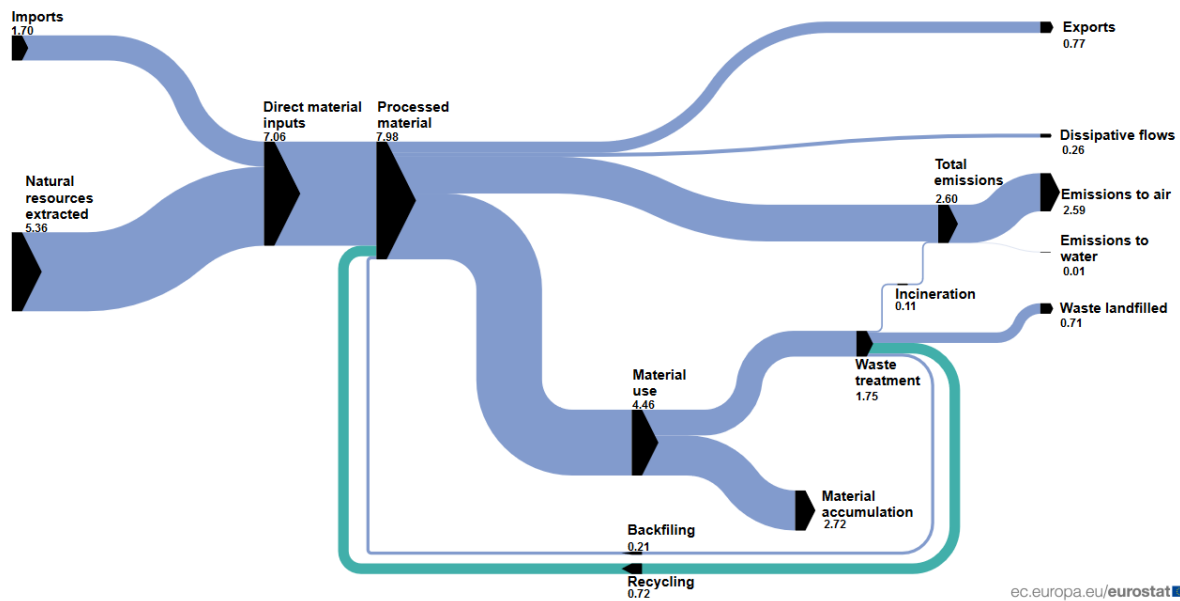 Imports
1.70
Exports
0.77
Direct material
inputs
7.06
Processed
material
7.98
Dissipative flows
0.26
Total
emissions
2.60
Natural
resources
extracted
5.36
Emissions to air
2.59
Emissions to
water
0.01
Incineration
0.11
Waste landfilled
0.71
Waste
treatment
1.75
Material
use
4.46
Material
accumulation
2.72
Backfiling
0.21
Recycling
0.72
ec.europa.eu/eurostat